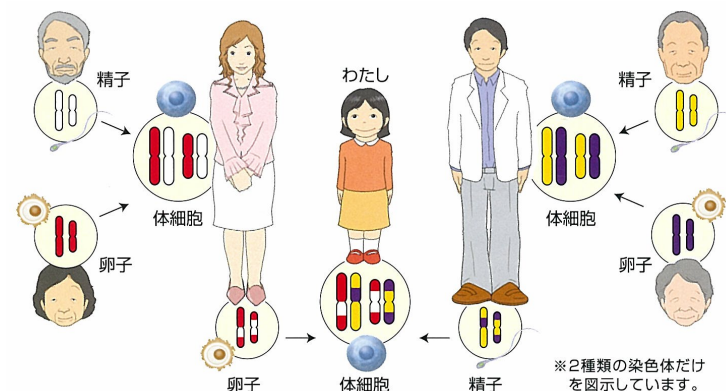 精子
わたし
精子
体細胞
体細胞
卵子
卵子
卵子
体細胞
精子
※2種類の染色体だけ
を図示しています。